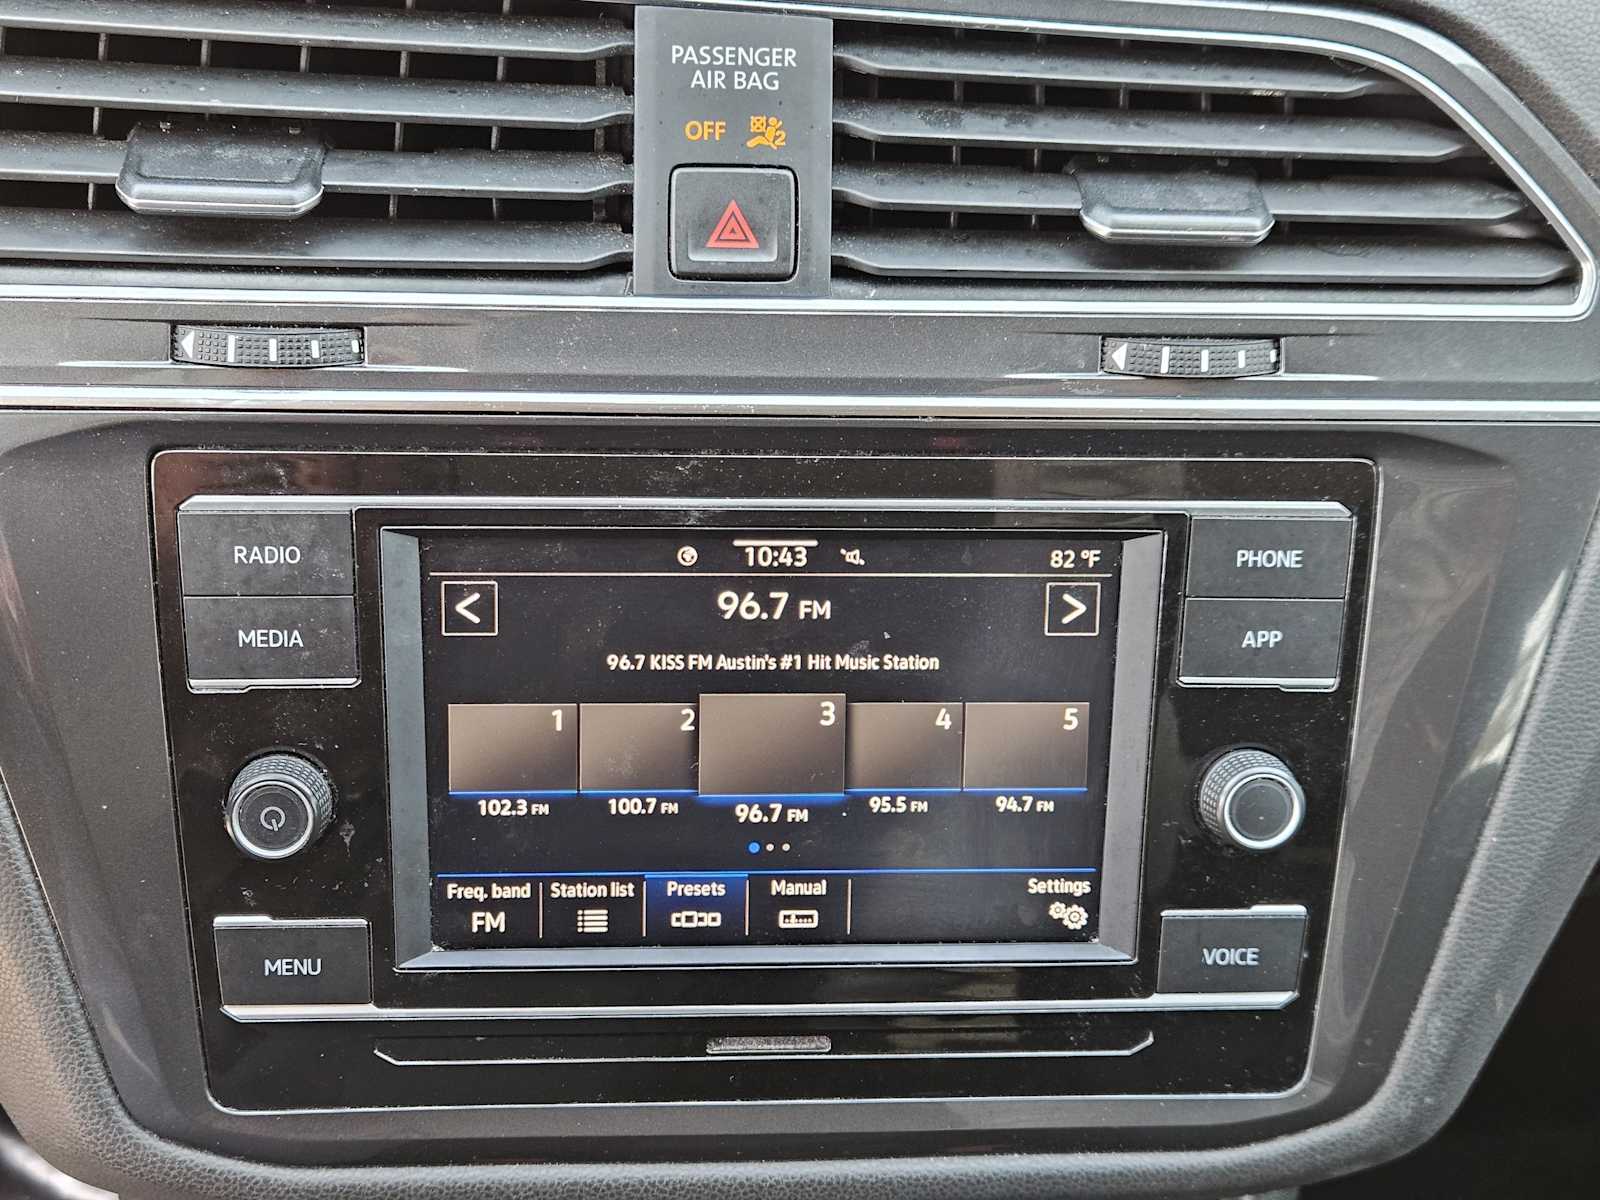 PASSENGER
AIR BAG
OFF 2
RADIO
MEDIA
MENU
PHONE
APP
VOICE
10:43 82 °F
96.7 FM
96.7 KISS FM Austin's #1 Hit Music Station
1 2 3 4 5
102.3 FM 100.7 FM 96.7 FM 95.5 FM 94.7 FM
Freq. band Station list Presets Manual Settings
FM